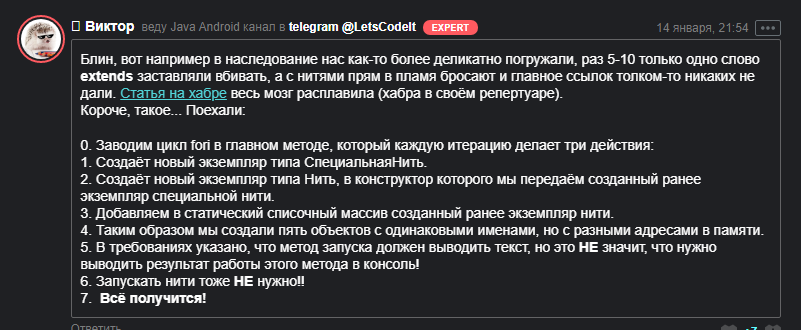 Виктор веду Java Android канал в telegram @LetsCodeIt EXPERT 14 января, 21:54
Блин, вот например в наследование нас как-то более деликатно погружали, раз 5-10 только одно слово
extends заставляли вбивать, а с нитями прям в пламя бросают и главное ссылок толком-то никаких не
дали. Статья на хабре весь мозг расплавила (хабра в своём репертуаре).
Короче, такое... Поехали:
0. Заводим цикл fori в главном методе, который каждую итерацию делает три действия:
1. Создаёт новый экземпляр типа СпециальнаяНить.
2. Создаёт новый экземпляр типа Нить, в конструктор которого мы передаём созданный ранее
экземпляр специальной нити.
3. Добавляем в статический списочный массив созданный ранее экземпляр нити.
4. Таким образом мы создали пять объектов с одинаковыми именами, но с разными адресами в памяти.
5. В требованиях указано, что метод запуска должен выводить текст, но это НЕ значит, что нужно
выводить результат работы этого метода в консоль!
6. Запускать нити тоже НЕ нужно!!
7. Всё получится!
Ответить